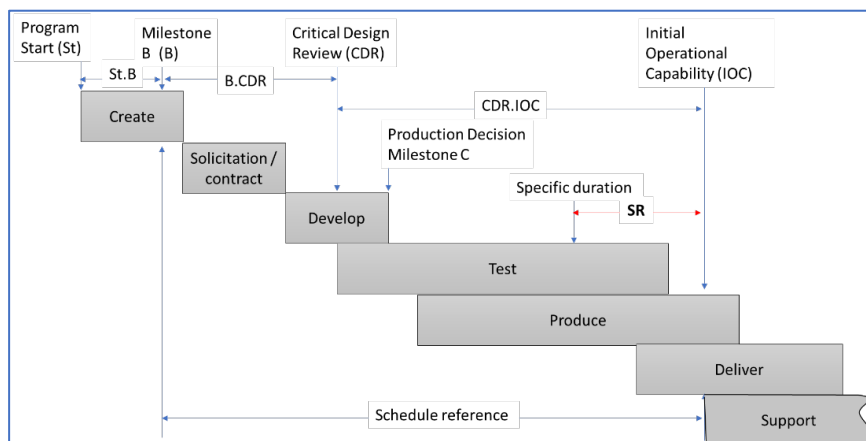 Program
Start (St)
Milestone
B (B)
Critical Design
Review (CDR)
Initial
Operational
Capability (IOC)
St.B
B.CDR
CDR.IOC
Create
Production Decision
Milestone C
Solicitation /
contract
Specific duration
SR
Develop
Test
Produce
Deliver
Schedule reference
Support